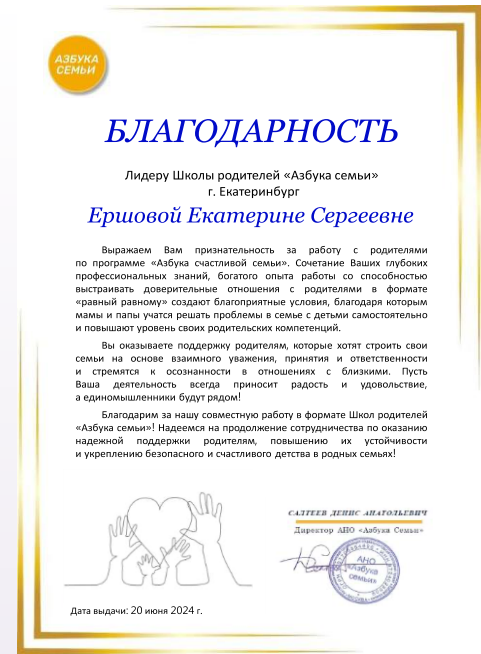 АЗБУКА
СЕМЬИ
БЛАГОДАРНОСТЬ
Лидеру Школы родителей «Азбука семьи»
г. Екатеринбург
Ершовой Екатерине Сергеевне
Выражаем Вам признательность за работу с родителями
по программе «Азбука счастливой семьи». Сочетание Ваших глубоких
профессиональных знаний, богатого опыта работы со способностью
выстраивать доверительные отношения с родителями в формате
«равный равному» создают благоприятные условия, благодаря которым
мамы и папы учатся решать проблемы в семье с детьми самостоятельно
и повышают уровень своих родительских компетенций.
Вы оказываете поддержку родителям, которые хотят строить свои
семьи на основе взаимного уважения, принятия и ответственности
и стремятся к осознанности в отношениях с близкими. Пусть
Ваша деятельность всегда приносит радость и удовольствие,
а единомышленники будут рядом!
Благодарим за нашу совместную работу в формате Школ родителей
«Азбука семьи»! Надеемся на продолжение сотрудничества по оказанию
надежной поддержки родителям, повышению их устойчивости
и укреплению безопасного и счастливого детства в родных семьях!
САЛТЕЕВ ДЕНИС АНАТОЛЬЕВИЧ
Директор АНО «Азбука Семьи»
АНО
«Азбука
семьи»
Дата выдачи: 20 июня 2024 г.